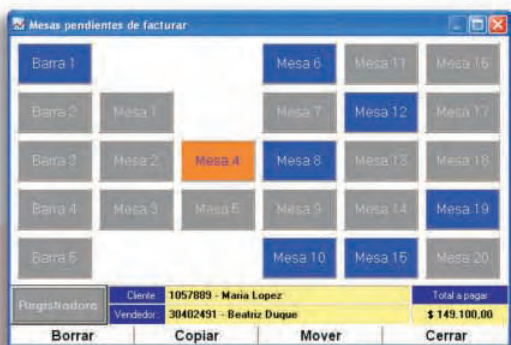 Mesas pendientes de facturar
Barra 1 Mesa 6 Mesa 11 Mesa 16
Barra 2 Mesa 1 Mesa 7 Mesa 12 Mesa 17
Barra 3 Mesa 2 Mesa 4 Mesa 8 Mesa 13 Mesa 18
Barra 4 Mesa 3 Mesa 5 Mesa 9 Mesa 14 Mesa 19
Barra 5 Mesa 10 Mesa 15 Mesa 20
Registradora
Cliente 1057889 - Maria Lopez Total a pagar
Vendedor 30402491 - Beatriz Duque $ 149.100,00
Borrar Copiar Mover Cerrar